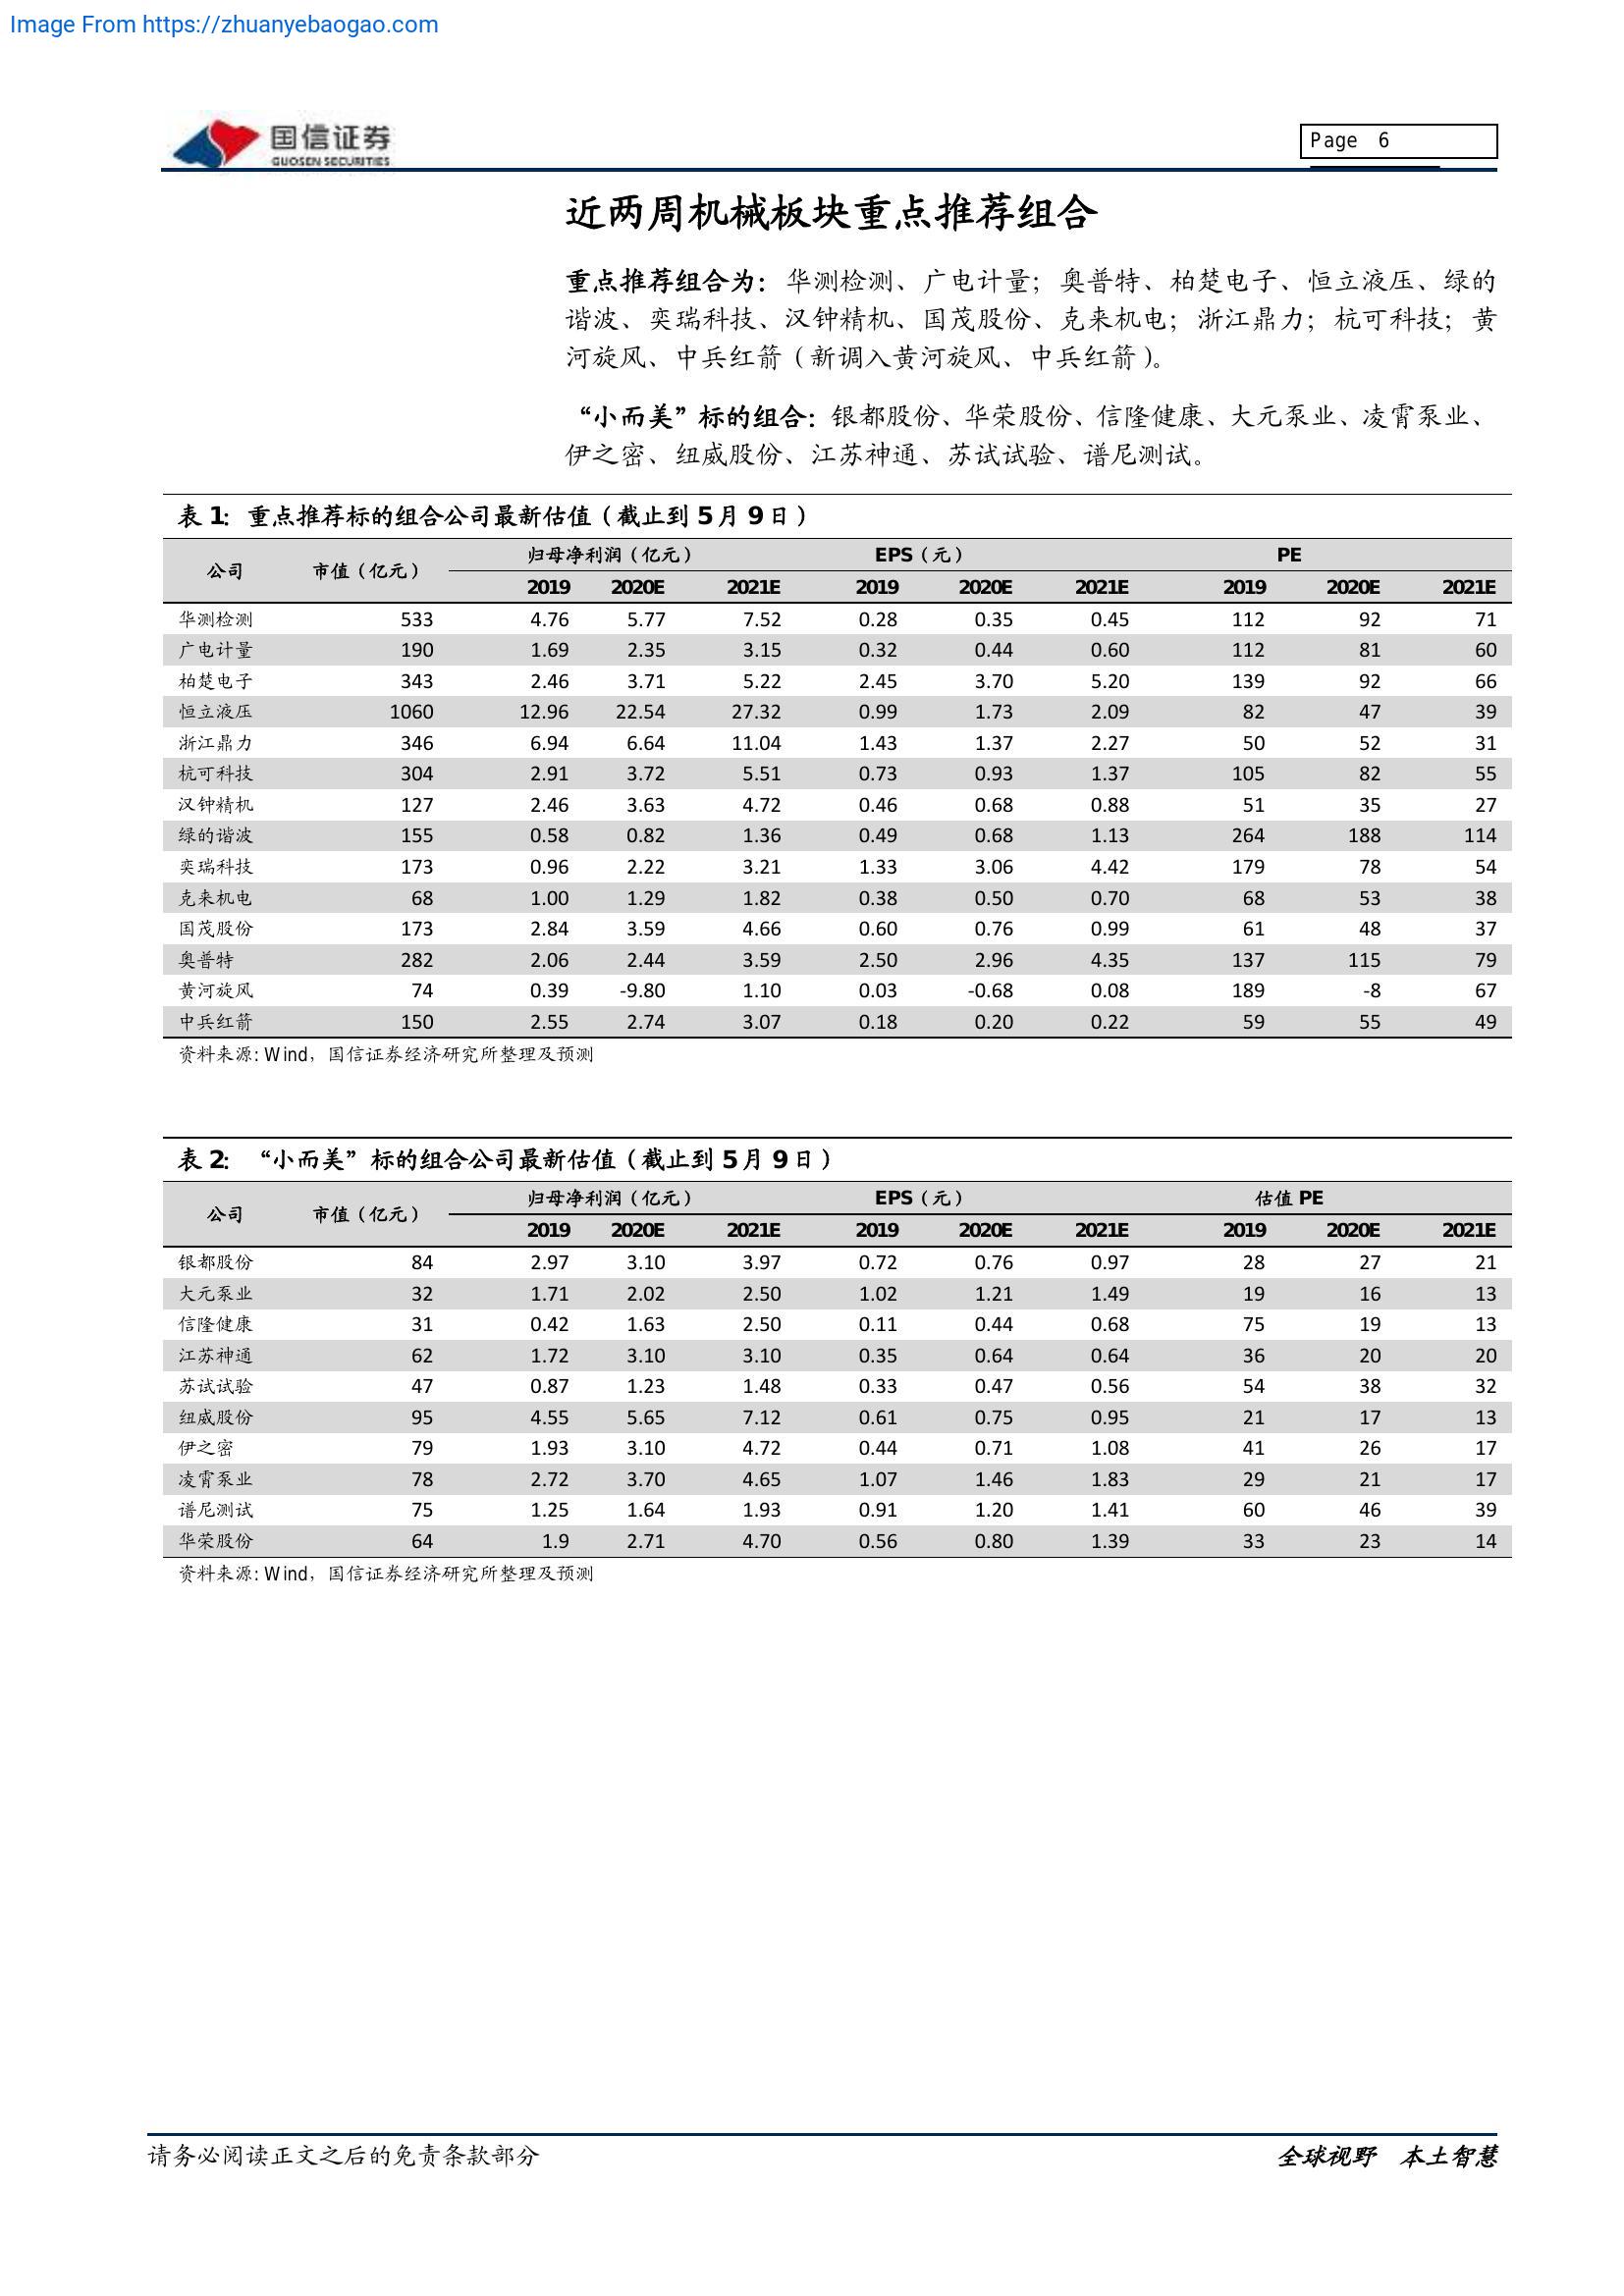 Image From https://zhuanyebaogao.com
国信证券
GUOSEN SECURITIES
Page 6
近两周机械板块重点推荐组合
重点推荐组合为：华测检测、广电计量；奥普特、柏楚电子、恒立液压、绿的
谐波、奕瑞科技、汉钟精机、国茂股份、克来机电；浙江鼎力；杭可科技；黄
河旋风、中兵红箭（新调入黄河旋风、中兵红箭）。
“小而美”标的组合：银都股份、华荣股份、信隆健康、大元泵业、凌霄泵业、
伊之密、纽威股份、江苏神通、苏试试验、谱尼测试。
表 1：重点推荐标的组合公司最新估值（截止到 5 月 9 日）
公司 市值（亿元） 归母净利润（亿元） EPS（元） PE
2019 2020E 2021E 2019 2020E 2021E 2019 2020E 2021E
华测检测 533 4.76 5.77 7.52 0.28 0.35 0.45 112 92 71
广电计量 190 1.69 2.35 3.15 0.32 0.44 0.60 112 81 60
柏楚电子 343 2.46 3.71 5.22 2.45 3.70 5.20 139 92 66
恒立液压 1060 12.96 22.54 27.32 0.99 1.73 2.09 82 47 39
浙江鼎力 346 6.94 6.64 11.04 1.43 1.37 2.27 50 52 31
杭可科技 304 2.91 3.72 5.51 0.73 0.93 1.37 105 82 55
汉钟精机 127 2.46 3.63 4.72 0.46 0.68 0.88 51 35 27
绿的谐波 155 0.58 0.82 1.36 0.49 0.68 1.13 264 188 114
奕瑞科技 173 0.96 2.22 3.21 1.33 3.06 4.42 179 78 54
克来机电 68 1.00 1.29 1.82 0.38 0.50 0.70 68 53 38
国茂股份 173 2.84 3.59 4.66 0.60 0.76 0.99 61 48 37
奥普特 282 2.06 2.44 3.59 2.50 2.96 4.35 137 115 79
黄河旋风 74 0.39 -9.80 1.10 0.03 -0.68 0.08 189 -8 67
中兵红箭 150 2.55 2.74 3.07 0.18 0.20 0.22 59 55 49
资料来源：Wind，国信证券经济研究所整理及预测
表 2： “小而美”标的组合公司最新估值（截止到 5 月 9 日）
公司 市值（亿元） 归母净利润（亿元） EPS（元） 估值 PE
2019 2020E 2021E 2019 2020E 2021E 2019 2020E 2021E
银都股份 84 2.97 3.10 3.97 0.72 0.76 0.97 28 27 21
大元泵业 32 1.71 2.02 2.50 1.02 1.21 1.49 19 16 13
信隆健康 31 0.42 1.63 2.50 0.11 0.44 0.68 75 19 13
江苏神通 62 1.72 3.10 3.10 0.35 0.64 0.64 36 20 20
苏试试验 47 0.87 1.23 1.48 0.33 0.47 0.56 54 38 32
纽威股份 95 4.55 5.65 7.12 0.61 0.75 0.95 21 17 13
伊之密 79 1.93 3.10 4.72 0.44 0.71 1.08 41 26 17
凌霄泵业 78 2.72 3.70 4.65 1.07 1.46 1.83 29 21 17
谱尼测试 75 1.25 1.64 1.93 0.91 1.20 1.41 60 46 39
华荣股份 64 1.9 2.71 4.70 0.56 0.80 1.39 33 23 14
资料来源：Wind，国信证券经济研究所整理及预测
请务必阅读正文之后的免责条款部分
全球视野 本土智慧